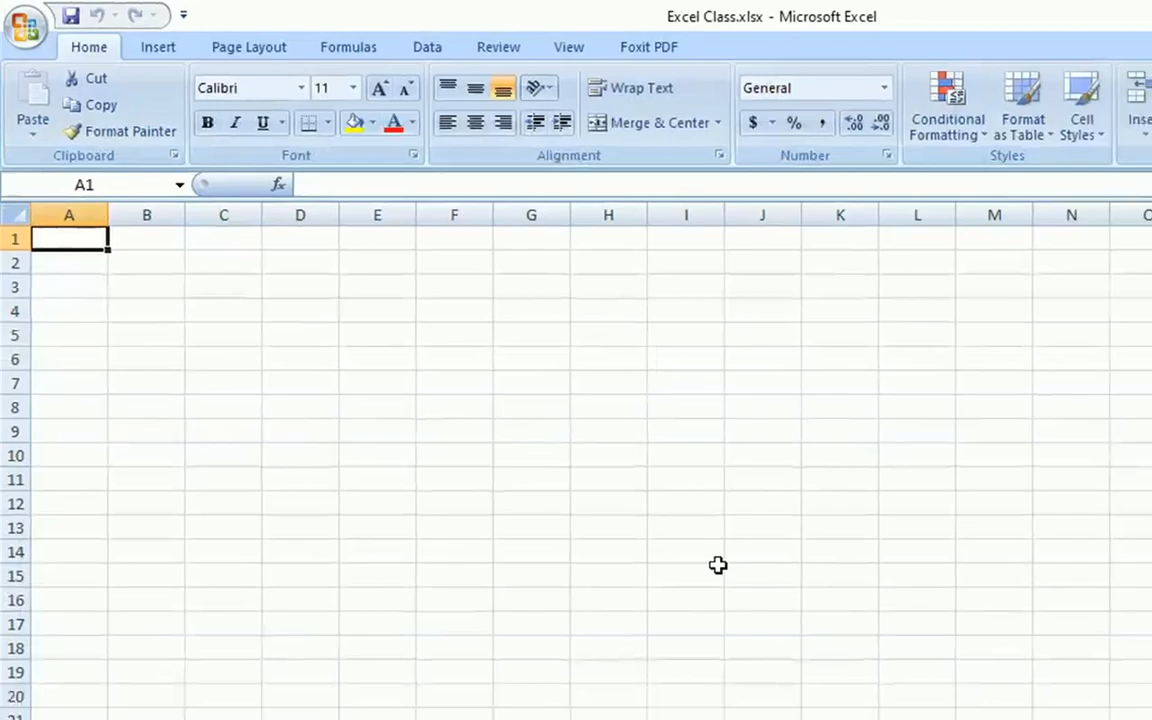 Excel Class.xlsx - Microsoft Excel
Home Insert Page Layout Formulas Data Review View Foxit PDF
Paste
Cut
Copy
Format Painter
Clipboard
Calibri 11 A A
B I U A
Font
Wrap Text
Merge & Center
Alignment
General
$ % , .00 .00
Number
Conditional Formatting
Format as Table
Cell Styles
Styles
A1 fx
A B C D E F G H I J K L M N
1
2
3
4
5
6
7
8
9
10
11
12
13
14
15
16
17
18
19
20